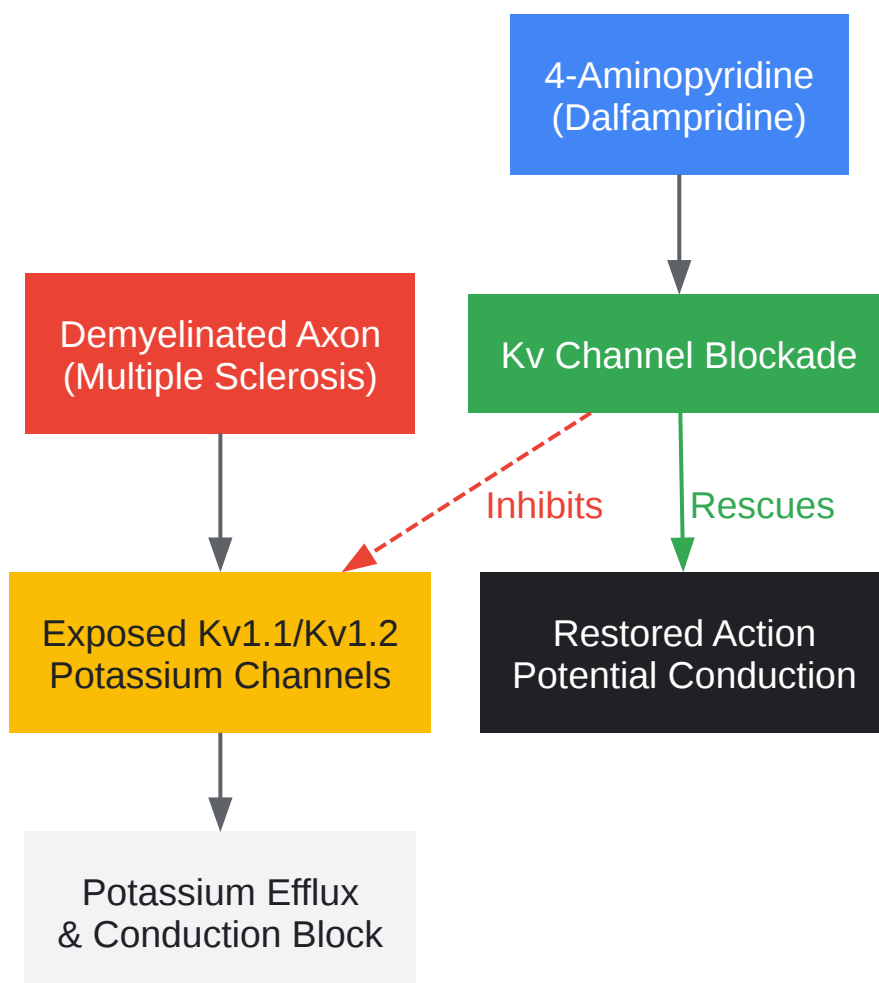 4-Aminopyridine
(Dalfampridine)
Demyelinated Axon
(Multiple Sclerosis)
Kv Channel Blockade
Inhibits
Rescues
Exposed Kv1.1/Kv1.2
Potassium Channels
Restored Action
Potential Conduction
Potassium Efflux
& Conduction Block